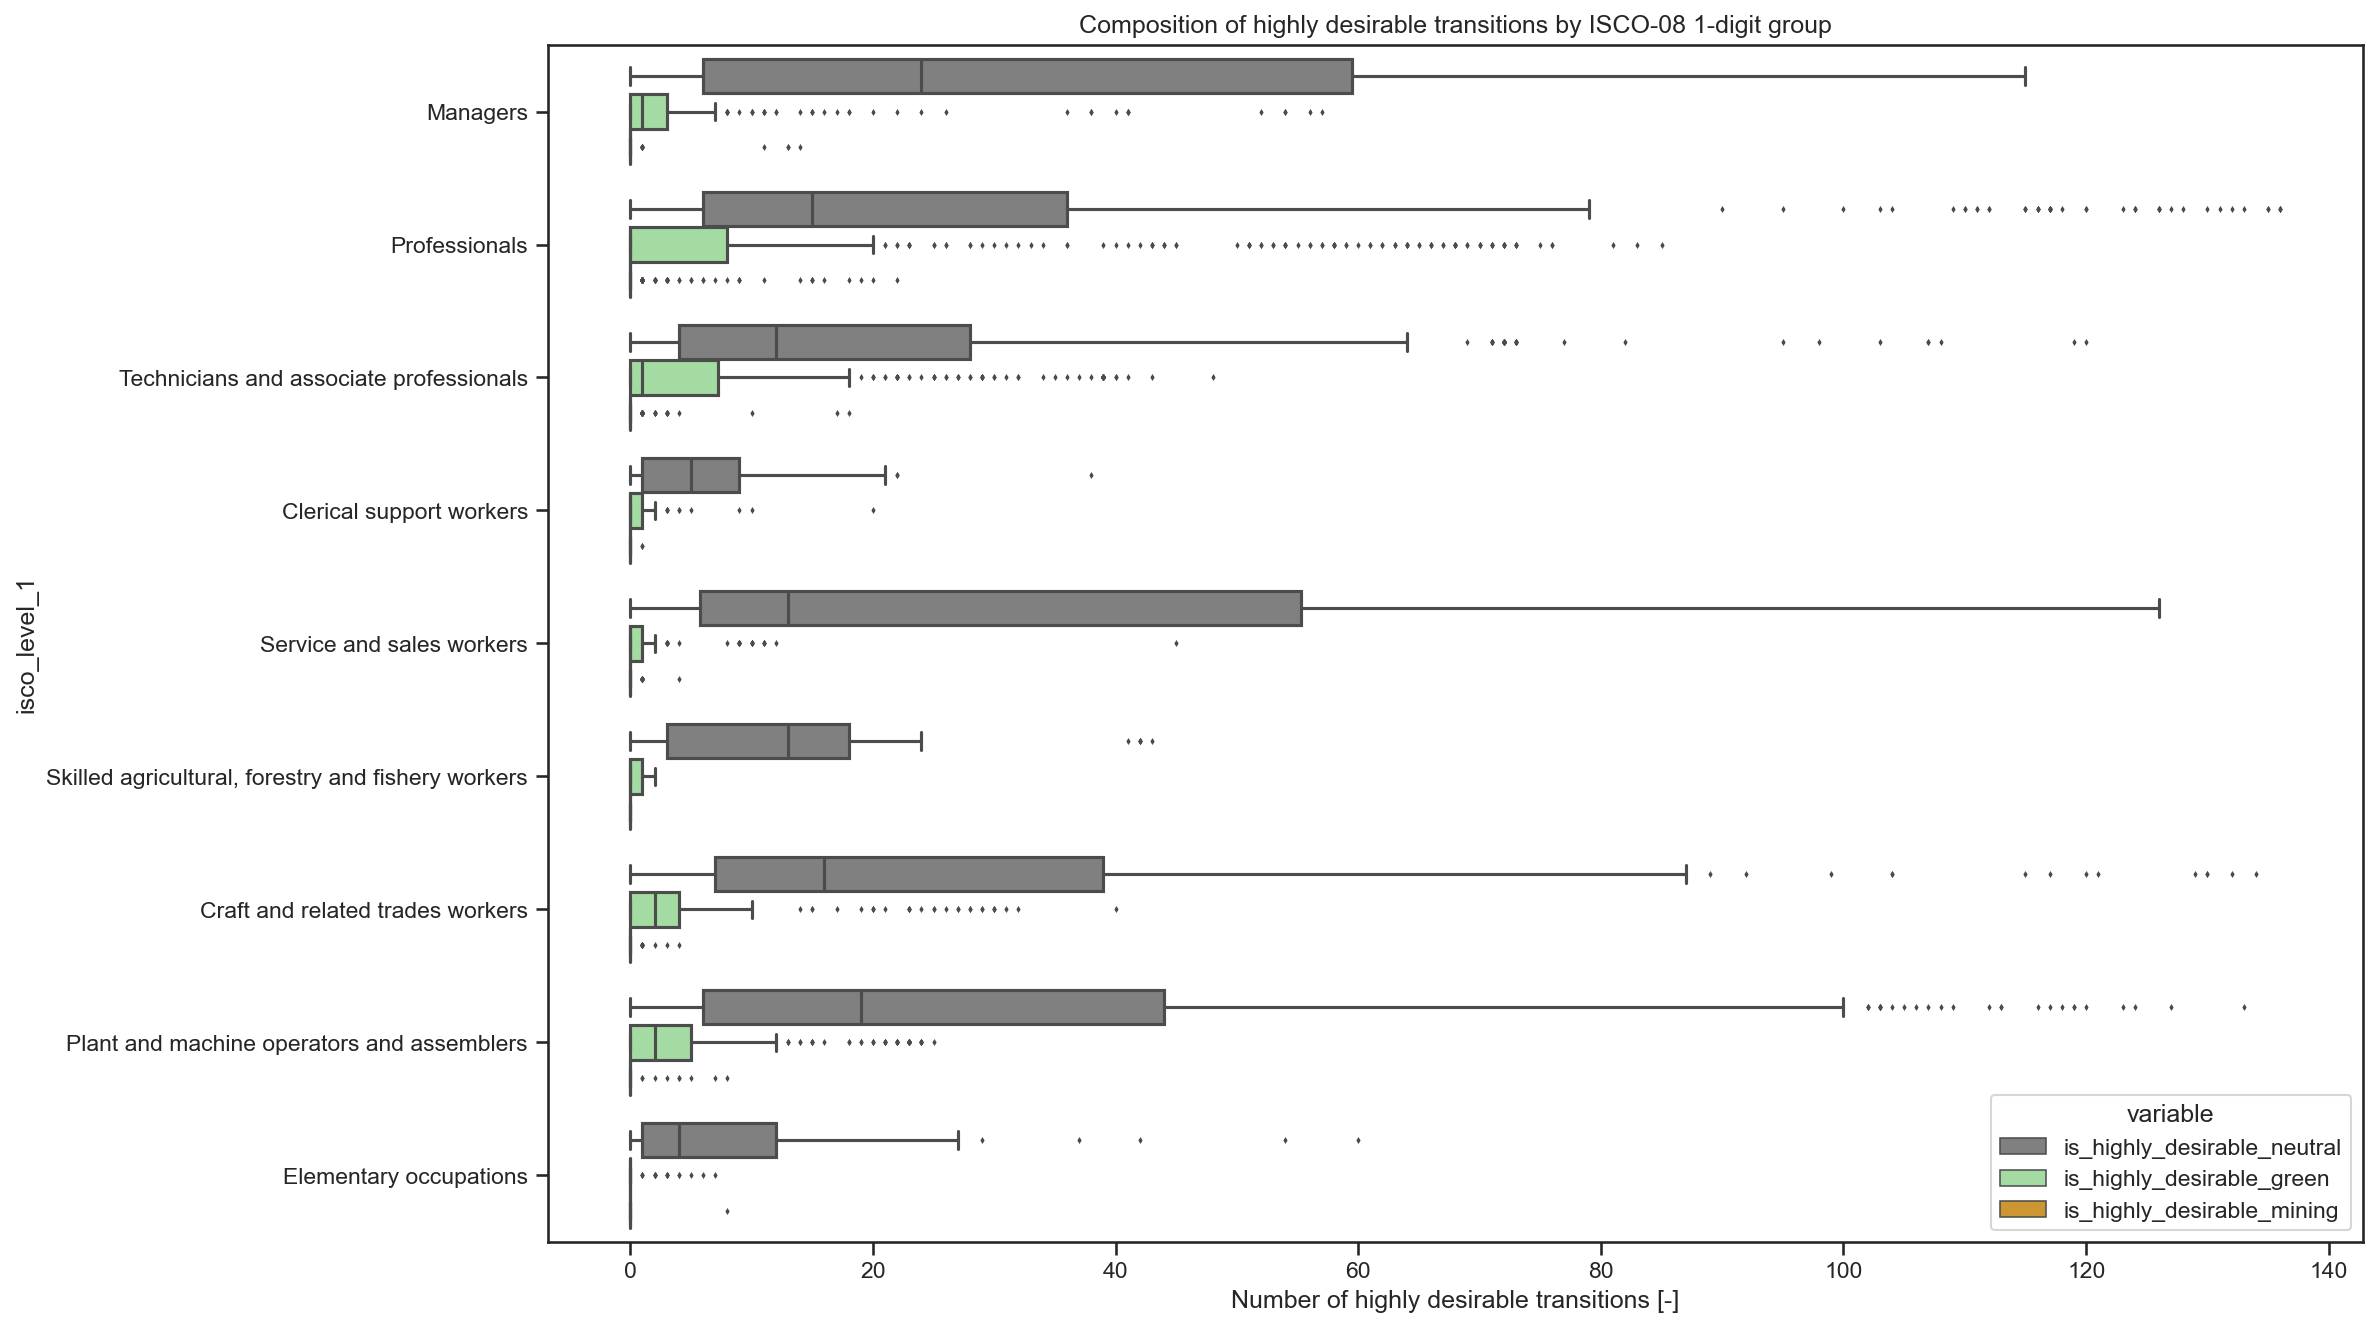 Composition of highly desirable transitions by ISCO-08 1-digit group
isco_level_1
Managers
Professionals
Technicians and associate professionals
Clerical support workers
Service and sales workers
Skilled agricultural, forestry and fishery workers
Craft and related trades workers
Plant and machine operators and assemblers
Elementary occupations
variable
is_highly_desirable_neutral
is_highly_desirable_green
is_highly_desirable_mining
0 20 40 60 80 100 120 140
Number of highly desirable transitions [-]